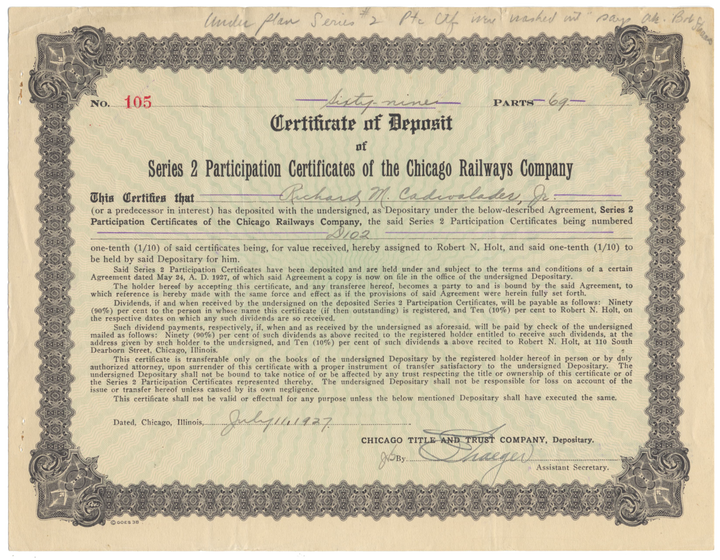 Under plan Series #2 Ptc Ctfs were "washed out" says
No. 105 Sixty-nine PARTS 69
Certificate of Deposit
of
Series 2 Participation Certificates of the Chicago Railways Company
This Certifies that Richard M. Cadwalader, Jr.
(or a predecessor in interest) has deposited with the undersigned, as Depositary under the below-described Agreement, Series 2
Participation Certificates of the Chicago Railways Company, the said Series 2 Participation Certificates being numbered
D102
one-tenth (1/10) of said certificates being, for value received, hereby assigned to Robert N. Holt, and said one-tenth (1/10) to
be held by said Depositary for him.
Said Series 2 Participation Certificates have been deposited and are held under and subject to the terms and conditions of a certain
Agreement dated May 24, A. D. 1927, of which said Agreement a copy is now on file in the office of the undersigned Depositary.
The holder hereof by accepting this certificate, and any transferee hereof, becomes a party to and is bound by the said Agreement, to
which reference is hereby made with the same force and effect as if the provisions of said Agreement were herein fully set forth.
Dividends, if and when received by the undersigned on the deposited Series 2 Participation Certificates, will be payable as follows: Ninety
(90%) per cent to the person in whose name this certificate (if then outstanding) is registered, and Ten (10%) per cent to Robert N. Holt, on
the respective dates on which any such dividends are so received.
Such dividend payments, respectively, if, when and as received by the undersigned as aforesaid, will be paid by check of the undersigned
mailed as follows: Ninety (90%) per cent of such dividends as above recited to the registered holder entitled to receive such dividends, at the
address given by such holder to the undersigned, and Ten (10%) per cent of such dividends a above recited to Robert N. Holt, at 110 South
Dearborn Street, Chicago, Illinois.
This certificate is transferable only on the books of the undersigned Depositary by the registered holder hereof in person or by duly
authorized attorney, upon surrender of this certificate with a proper instrument of transfer satisfactory to the undersigned Depositary. The
undersigned Depositary shall not be bound to take notice of or be affected by any trust respecting the title or ownership of this certificate or of
the Series 2 Participation Certificates represented thereby. The undersigned Depositary shall not be responsible for loss on account of the
issue or transfer hereof unless caused by its own negligence.
This certificate shall not be valid or effectual for any purpose unless the below mentioned Depositary shall have executed the same.
Dated, Chicago, Illinois, July 11, 1927
CHICAGO TITLE AND TRUST COMPANY, Depositary.
By
Assistant Secretary.
© GOES 38